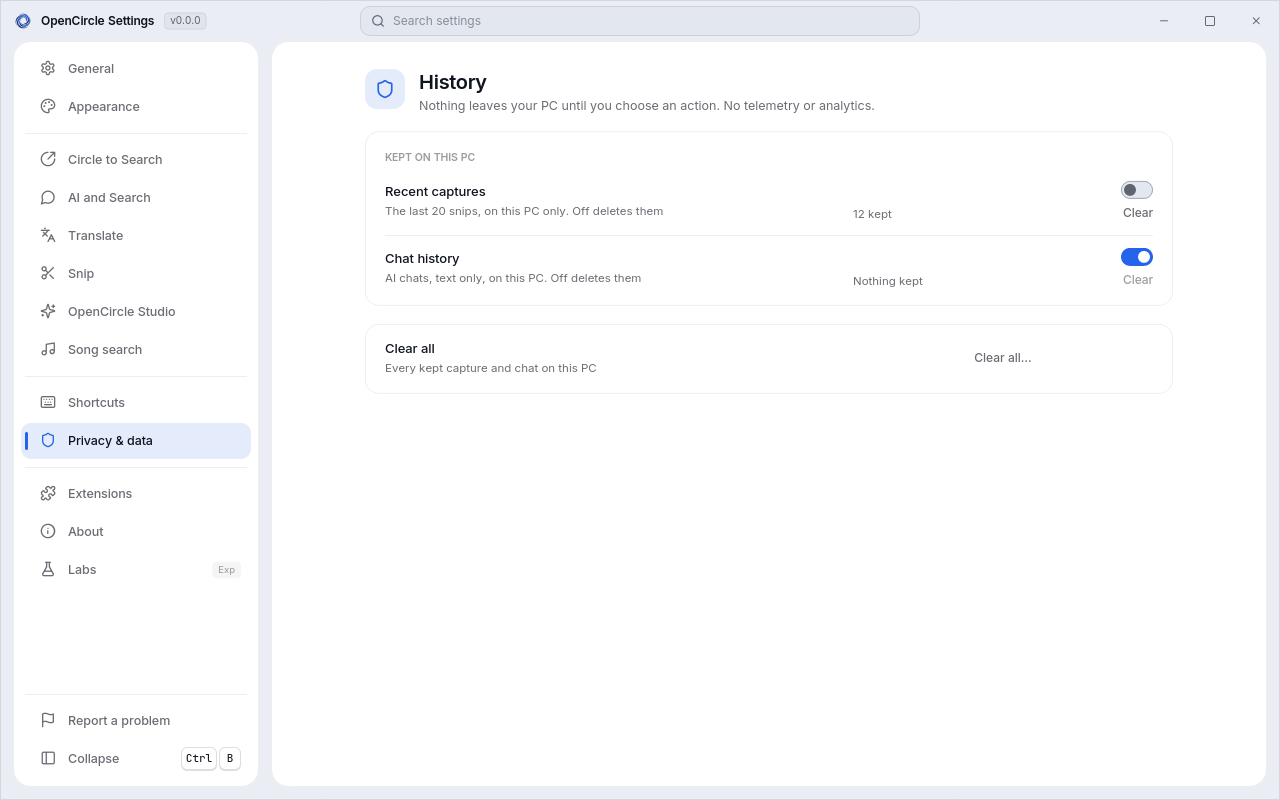 OpenCircle Settings
v0.0.0
Search settings
General
Appearance
Circle to Search
AI and Search
Translate
Snip
OpenCircle Studio
Song search
Shortcuts
Privacy & data
Extensions
About
Labs
Exp
Report a problem
Collapse
Ctrl B
History
Nothing leaves your PC until you choose an action. No telemetry or analytics.
KEPT ON THIS PC
Recent captures
The last 20 snips, on this PC only. Off deletes them
12 kept
Clear
Chat history
AI chats, text only, on this PC. Off deletes them
Nothing kept
Clear
Clear all
Every kept capture and chat on this PC
Clear all...